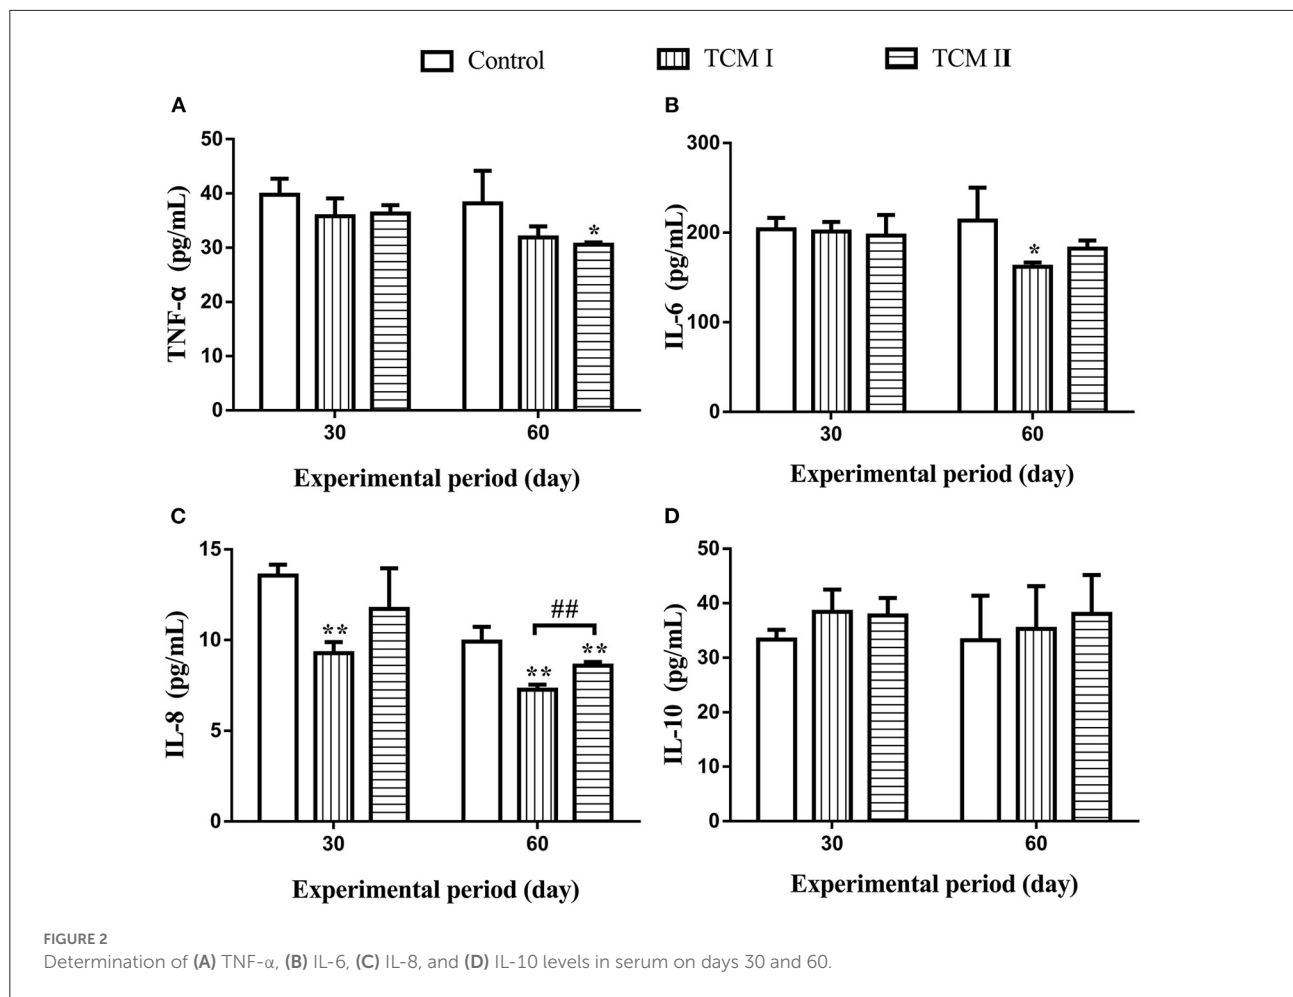 Control TCM I TCM II
A
50
40
30
20
10
0
TNF-α (pg/mL)
*
30 60
Experimental period (day)
B
300
200
100
0
IL-6 (pg/mL)
*
30 60
Experimental period (day)
C
15
10
5
0
IL-8 (pg/mL)
**
##
**
**
30 60
Experimental period (day)
D
50
40
30
20
10
0
IL-10 (pg/mL)
30 60
Experimental period (day)
FIGURE 2
Determination of (A) TNF-α, (B) IL-6, (C) IL-8, and (D) IL-10 levels in serum on days 30 and 60.